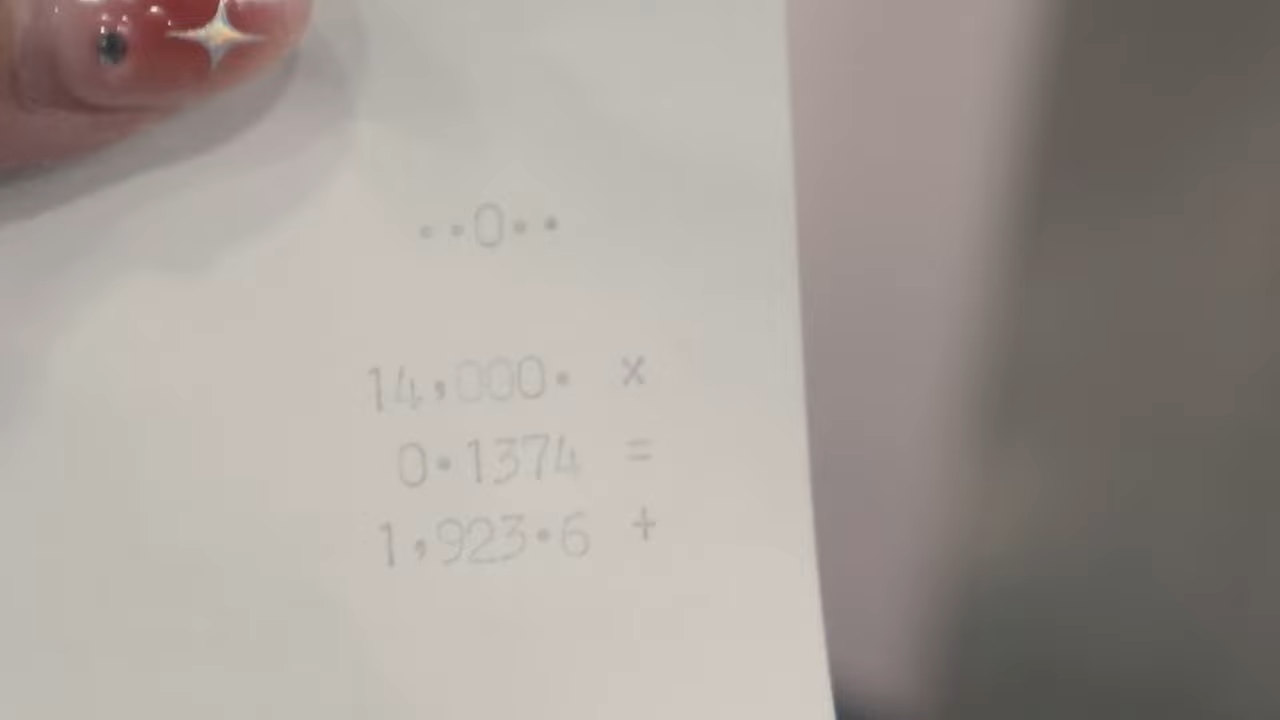 ··0··
14,000· x
0·1374 =
1,923·6 +